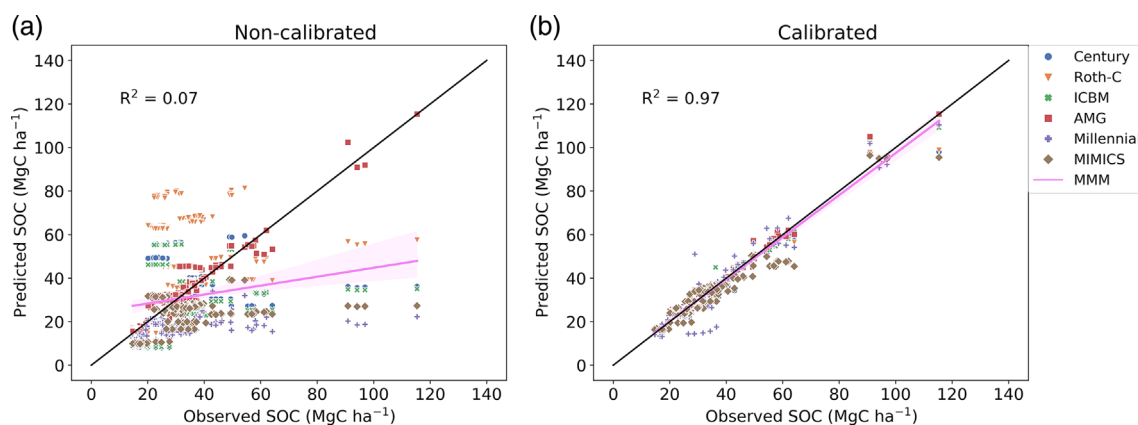 (a)
Non-calibrated
R² = 0.07
Predicted SOC (MgC ha⁻¹)
140
120
100
80
60
40
20
0
0 20 40 60 80 100 120 140
Observed SOC (MgC ha⁻¹)
(b)
Calibrated
R² = 0.97
Predicted SOC (MgC ha⁻¹)
140
120
100
80
60
40
20
0
0 20 40 60 80 100 120 140
Observed SOC (MgC ha⁻¹)
Century
Roth-C
ICBM
AMG
Millennial
MIMICS
MMM